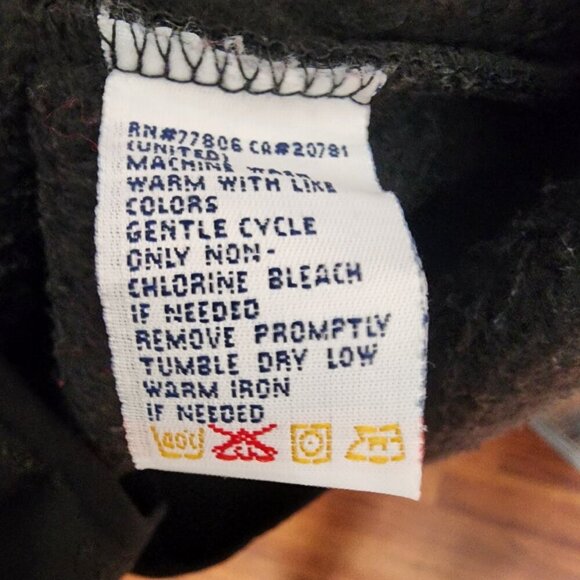 RN#77806 CA#20781
(UNITED)
MACHINE WASH
WARM WITH LIKE
COLORS
GENTLE CYCLE
ONLY NON-
CHLORINE BLEACH
IF NEEDED
REMOVE PROMPTLY
TUMBLE DRY LOW
WARM IRON
IF NEEDED